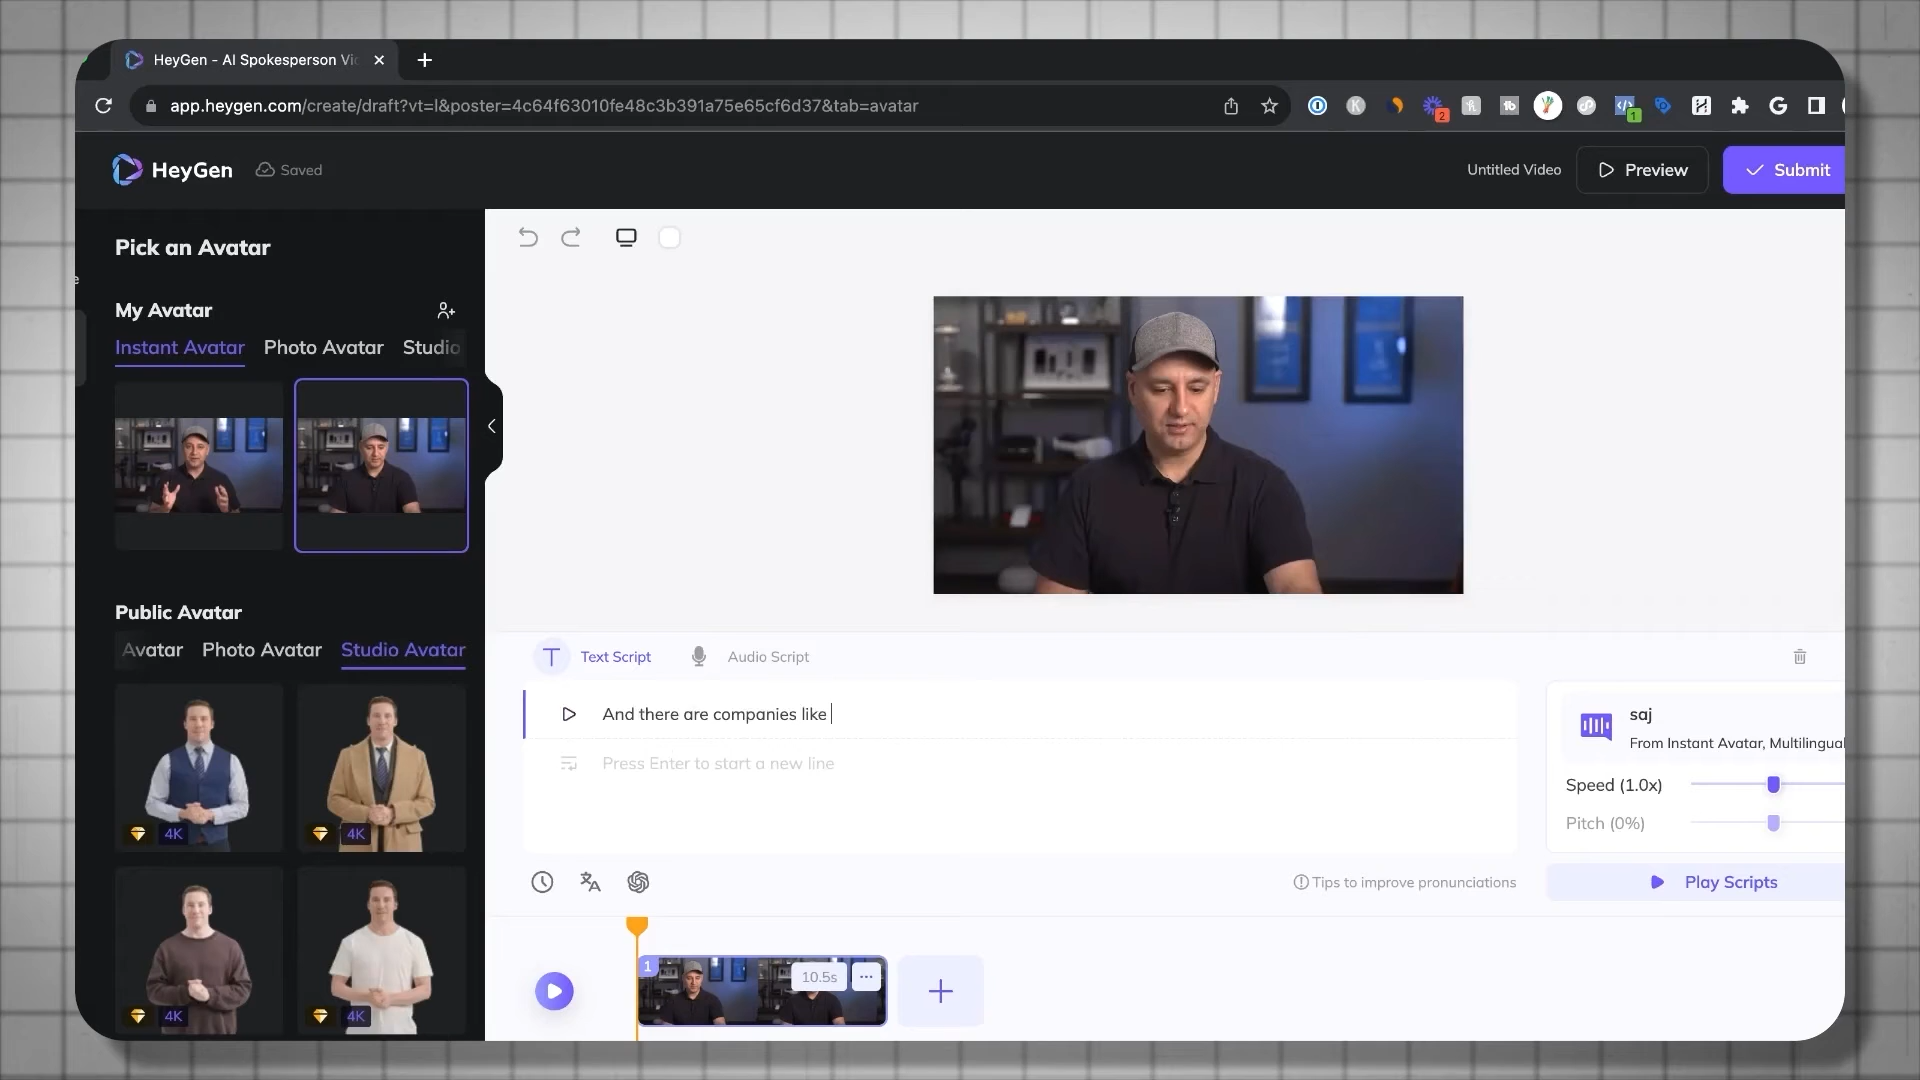 HeyGen - AI Spokesperson Vi
app.heygen.com/create/draft?vt=l&poster=4c64f63010fe48c3b391a75e65cf6d37&tab=avatar
2
1
HeyGen
Saved
Untitled Video
Preview
Submit
Pick an Avatar
My Avatar
Instant Avatar
Photo Avatar
Studio
Public Avatar
Avatar
Photo Avatar
Studio Avatar
4K
4K
4K
4K
Text Script
Audio Script
And there are companies like
Press Enter to start a new line
saj
From Instant Avatar, Multilingual
Speed (1.0x)
Pitch (0%)
Tips to improve pronunciations
Play Scripts
1
10.5s